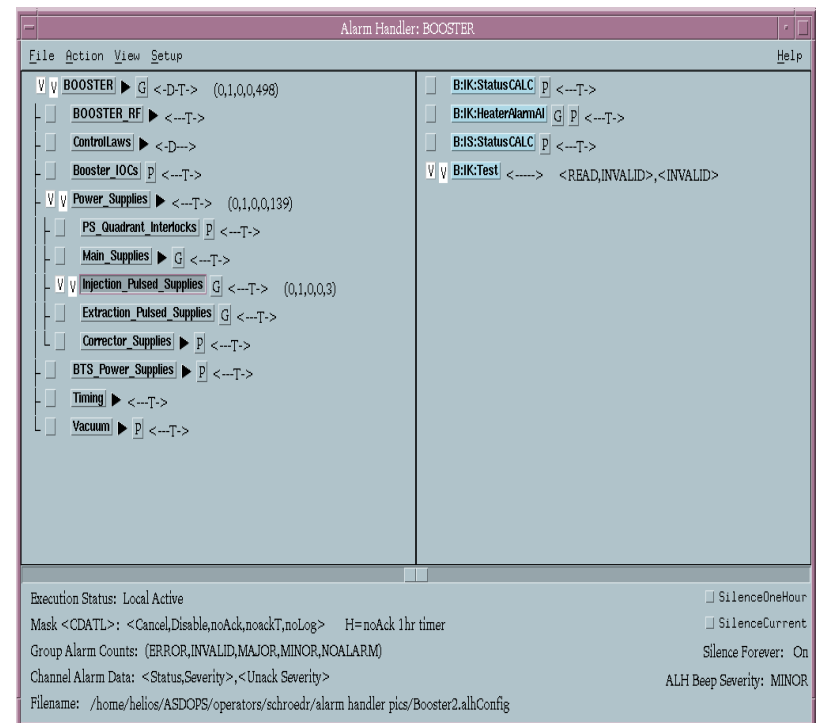 Alarm Handler: BOOSTER
File Action View Setup Help
V V BOOSTER G <-D-T-> (0,1,0,0,498)
BOOSTER_RF <---T->
ControlLaws <-D--->
Booster_IOCs P <---T->
V V Power_Supplies <---T-> (0,1,0,0,139)
PS_Quadrant_Interlocks P <---T->
Main_Supplies G <---T->
V V Injection_Pulsed_Supplies G <---T-> (0,1,0,0,3)
Extraction_Pulsed_Supplies G <---T->
Corrector_Supplies P <---T->
BTS_Power_Supplies P <---T->
Timing <---T->
Vacuum P <---T->
B:IK:StatusCALC P <---T->
B:IK:HeaterAlarmAI G P <---T->
B:IS:StatusCALC P <---T->
V V B:IK:Test <-----> <READ,INVALID>,<INVALID>
Execution Status: Local Active
Mask <CDATL>: <Cancel,Disable,noAck,noackT,noLog> H=noAck 1hr timer
Group Alarm Counts: (ERROR,INVALID,MAJOR,MINOR,NOALARM)
Channel Alarm Data: <Status,Severity>,<Unack Severity>
Filename: /home/helios/ASDOPS/operators/schroedr/alarm handler pics/Booster2.alhConfig
SilenceOneHour
SilenceCurrent
Silence Forever: On
ALH Beep Severity: MINOR